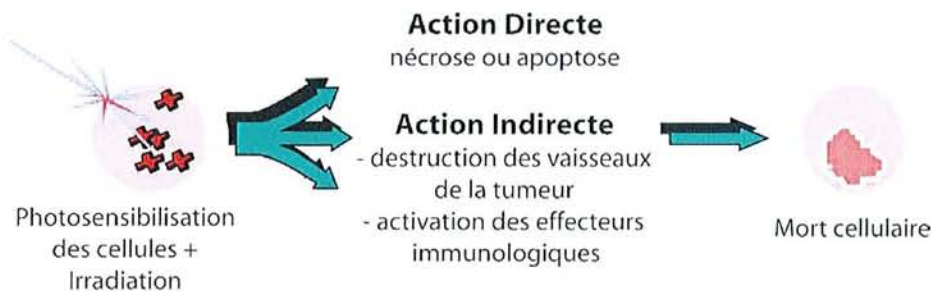 Action Directe
nécrose ou apoptose
Action Indirecte
- destruction des vaisseaux
de la tumeur
- activation des effecteurs
immunologiques
Photosensibilisation
des cellules +
Irradiation
Mort cellulaire